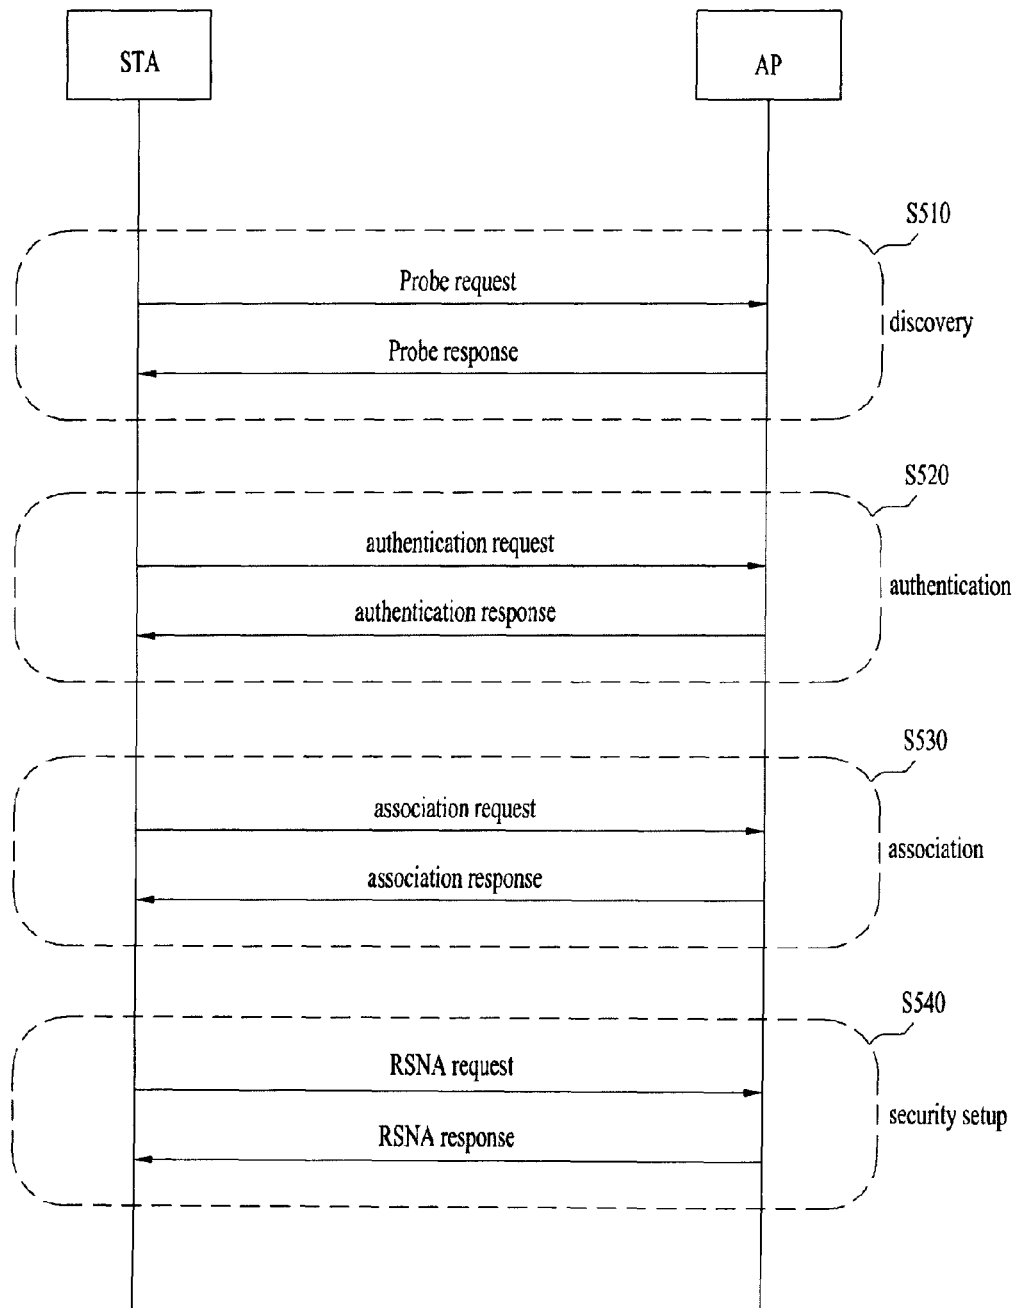 STA
AP
S510
Probe request
discovery
Probe response
S520
authentication request
authentication
authentication response
S530
association request
association
association response
S540
RSNA request
security setup
RSNA response